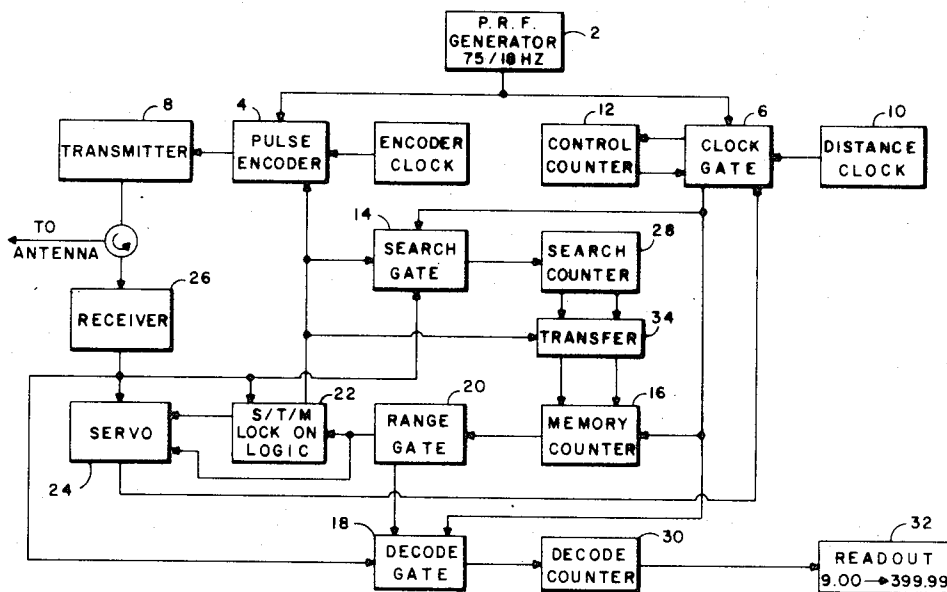 P. R. F.
GENERATOR
75/18HZ
2
8
4
12
6
10
TRANSMITTER
PULSE
ENCODER
ENCODER
CLOCK
CONTROL
COUNTER
CLOCK
GATE
DISTANCE
CLOCK
TO
ANTENNA
14
SEARCH
GATE
28
SEARCH
COUNTER
26
RECEIVER
34
TRANSFER
22
S/T/M
LOCK ON
LOGIC
20
RANGE
GATE
16
MEMORY
COUNTER
SERVO
24
18
DECODE
GATE
30
DECODE
COUNTER
32
READOUT
9.00→399.99